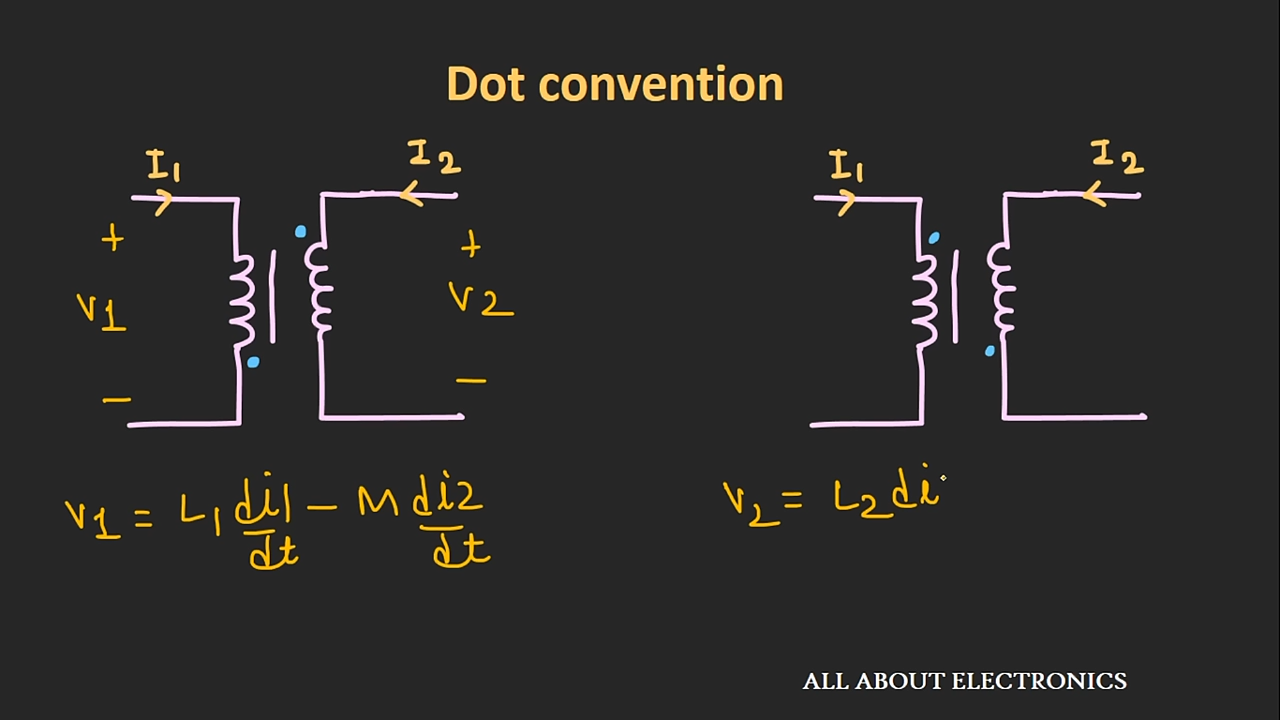 Dot convention
I1 I2 I1 I2
+ +
V1 V2
− −
V1 = L1 di1/dt − M di2/dt
V2 = L2 di
ALL ABOUT ELECTRONICS